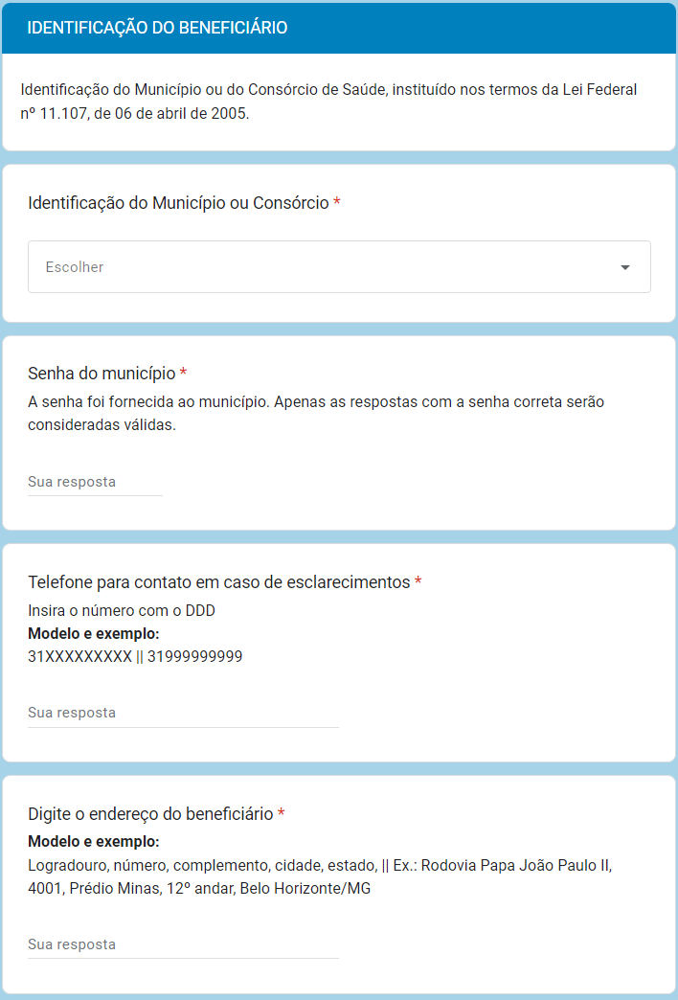 IDENTIFICAÇÃO DO BENEFICIÁRIO
Identificação do Município ou do Consórcio de Saúde, instituído nos termos da Lei Federal
nº 11.107, de 06 de abril de 2005.
Identificação do Município ou Consórcio *
Escolher
Senha do município *
A senha foi fornecida ao município. Apenas as respostas com a senha correta serão
consideradas válidas.
Sua resposta
Telefone para contato em caso de esclarecimentos *
Insira o número com o DDD
Modelo e exemplo:
31XXXXXXXXX || 31999999999
Sua resposta
Digite o endereço do beneficiário *
Modelo e exemplo:
Logradouro, número, complemento, cidade, estado, || Ex.: Rodovia Papa João Paulo II,
4001, Prédio Minas, 12º andar, Belo Horizonte/MG
Sua resposta